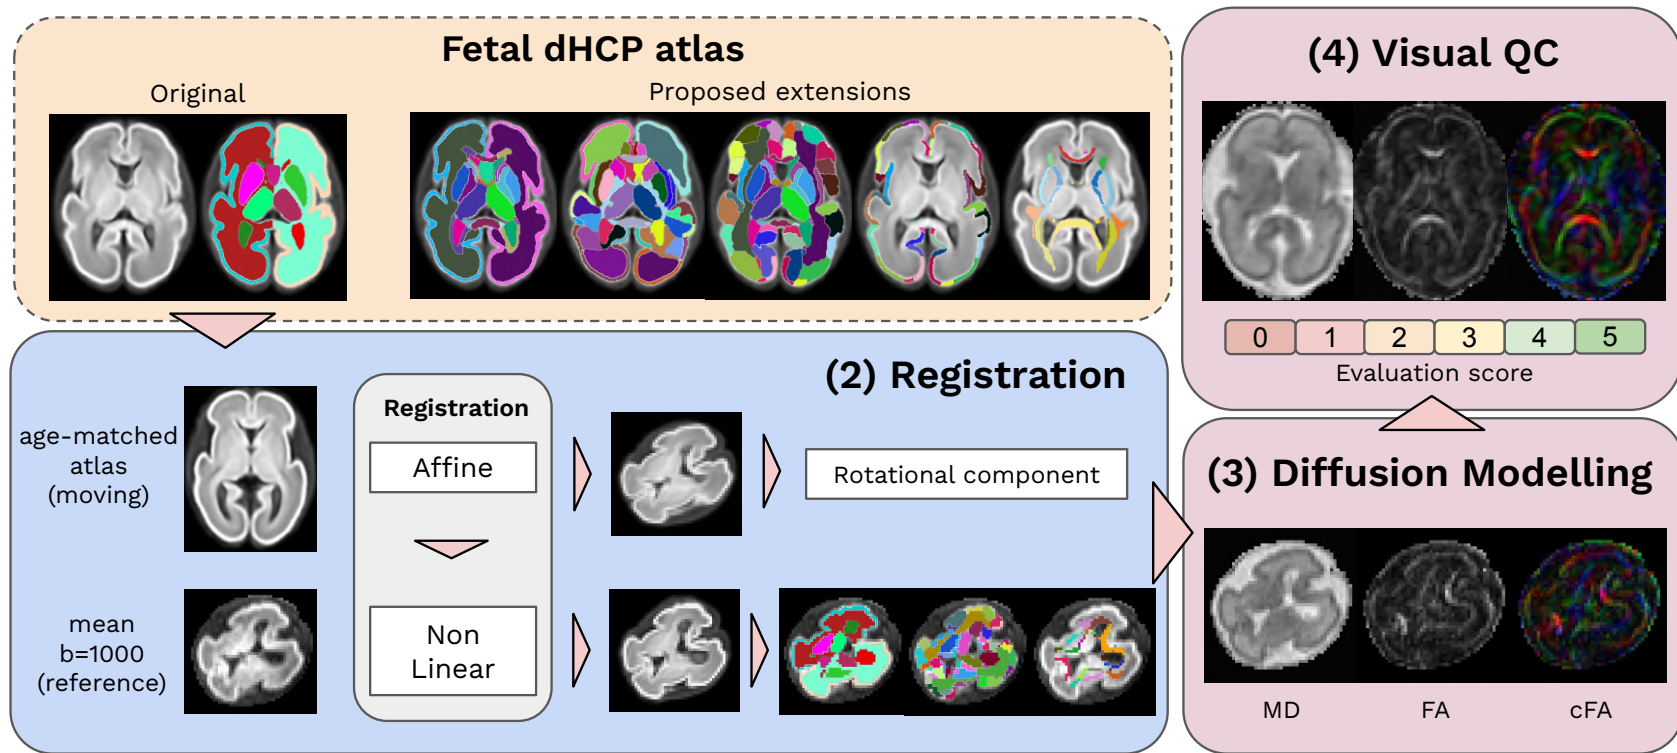 Fetal dHCP atlas
Original
Proposed extensions
(2) Registration
age-matched
atlas
(moving)
mean
b=1000
(reference)
Registration
Affine
Non
Linear
Rotational component
(4) Visual QC
0 1 2 3 4 5
Evaluation score
(3) Diffusion Modelling
MD FA cFA